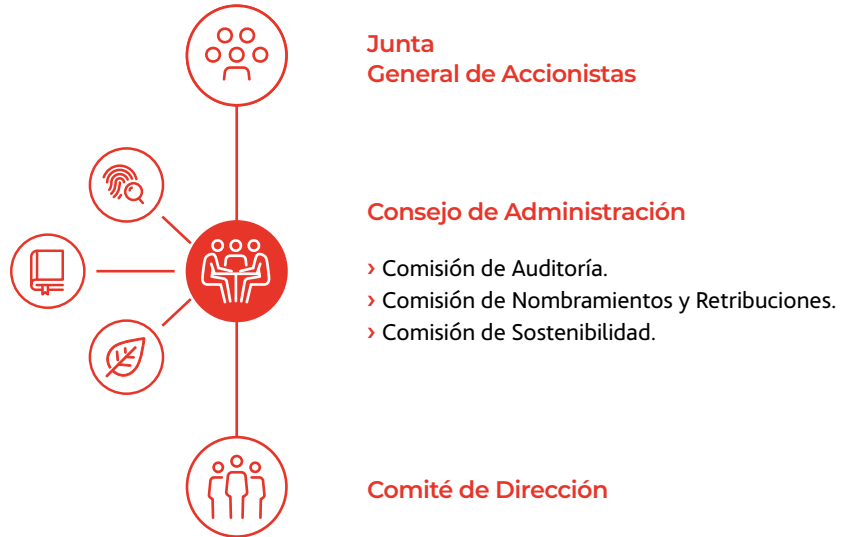 Junta
General de Accionistas
Consejo de Administración
› Comisión de Auditoría.
› Comisión de Nombramientos y Retribuciones.
› Comisión de Sostenibilidad.
Comité de Dirección